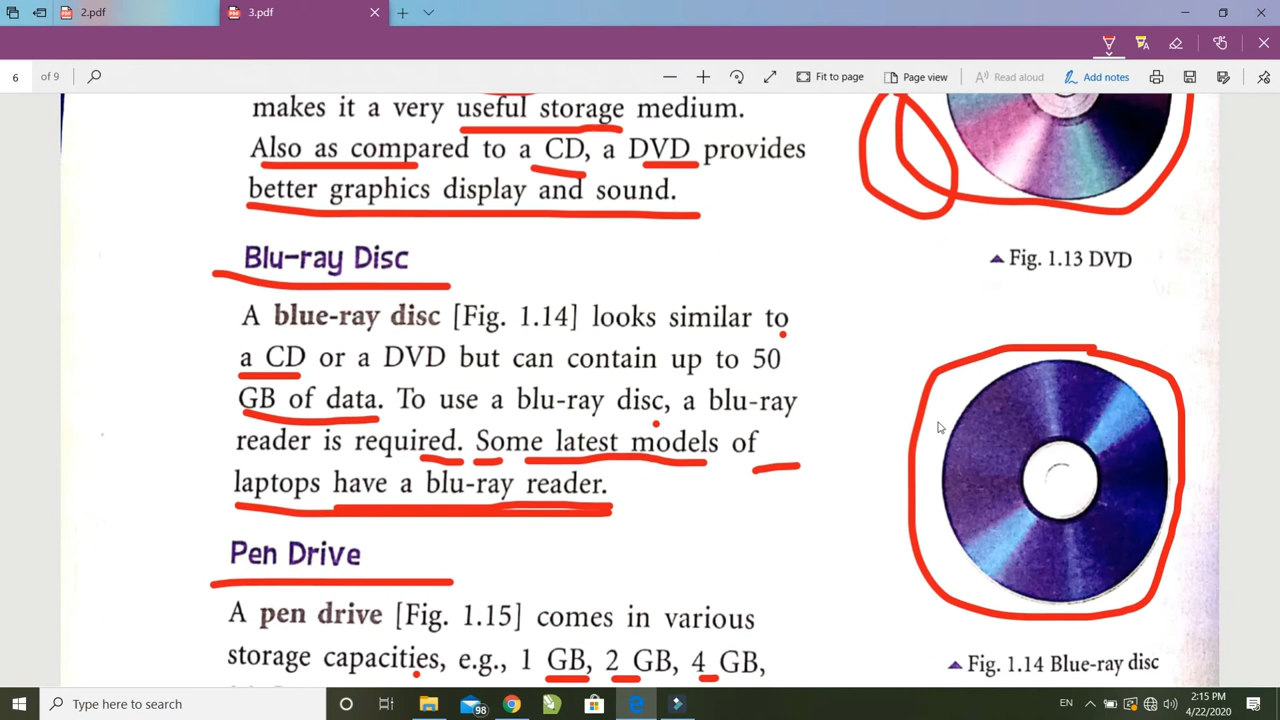 2.pdf
3.pdf
6 of 9
Fit to page
Page view
Read aloud
Add notes
makes it a very useful storage medium.
Also as compared to a CD, a DVD provides
better graphics display and sound.
Fig. 1.13 DVD
Blu-ray Disc
A blue-ray disc [Fig. 1.14] looks similar to
a CD or a DVD but can contain up to 50
GB of data. To use a blu-ray disc, a blu-ray
reader is required. Some latest models of
laptops have a blu-ray reader.
Fig. 1.14 Blue-ray disc
Pen Drive
A pen drive [Fig. 1.15] comes in various
storage capacities, e.g., 1 GB, 2 GB, 4 GB,
Type here to search
98
EN
2:15 PM
4/22/2020